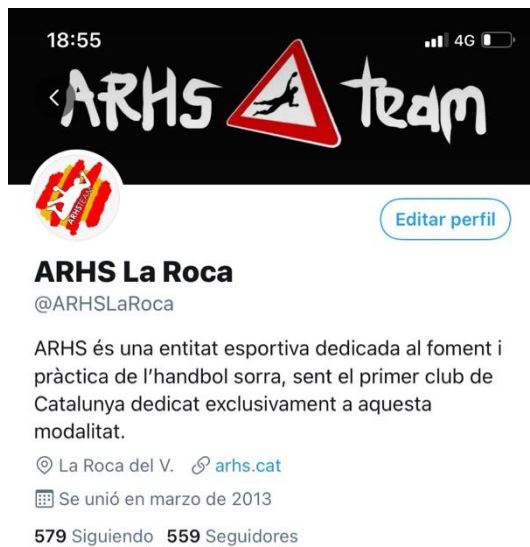 18:55
4G
ARHS team
ARHSTEAM
Editar perfil
ARHS La Roca
@ARHSLaRoca
ARHS és una entitat esportiva dedicada al foment i
pràctica de l'handbol sorra, sent el primer club de
Catalunya dedicat exclusivament a aquesta
modalitat.
La Roca del V. arhs.cat
Se unió en marzo de 2013
579 Siguiendo 559 Seguidores